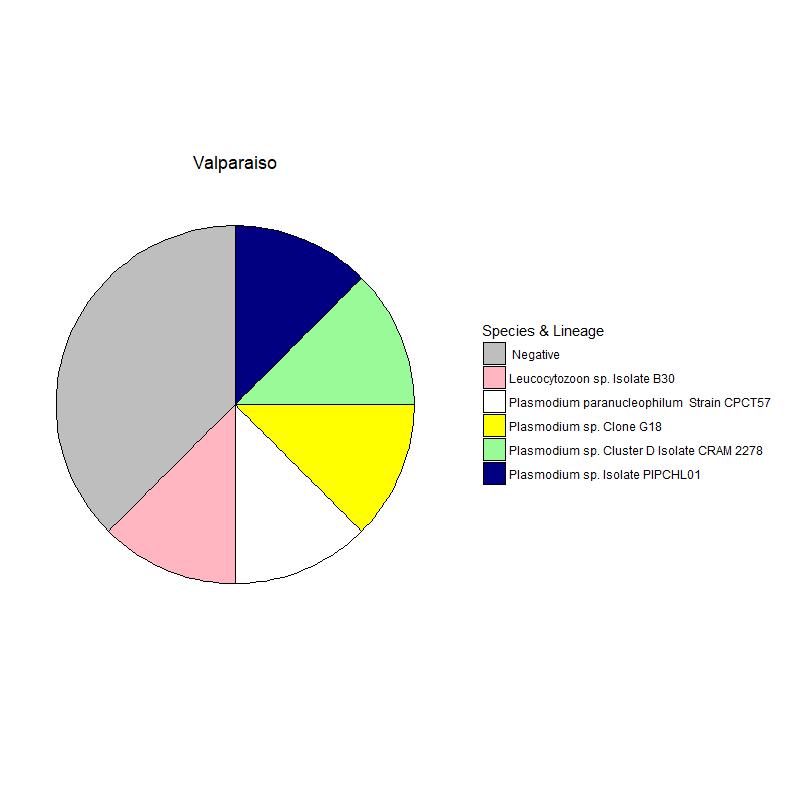 Valparaiso
Species & Lineage
Negative
Leucocytozoon sp. Isolate B30
Plasmodium paranucleophilum  Strain CPCT57
Plasmodium sp. Clone G18
Plasmodium sp. Cluster D Isolate CRAM 2278
Plasmodium sp. Isolate PIPCHL01